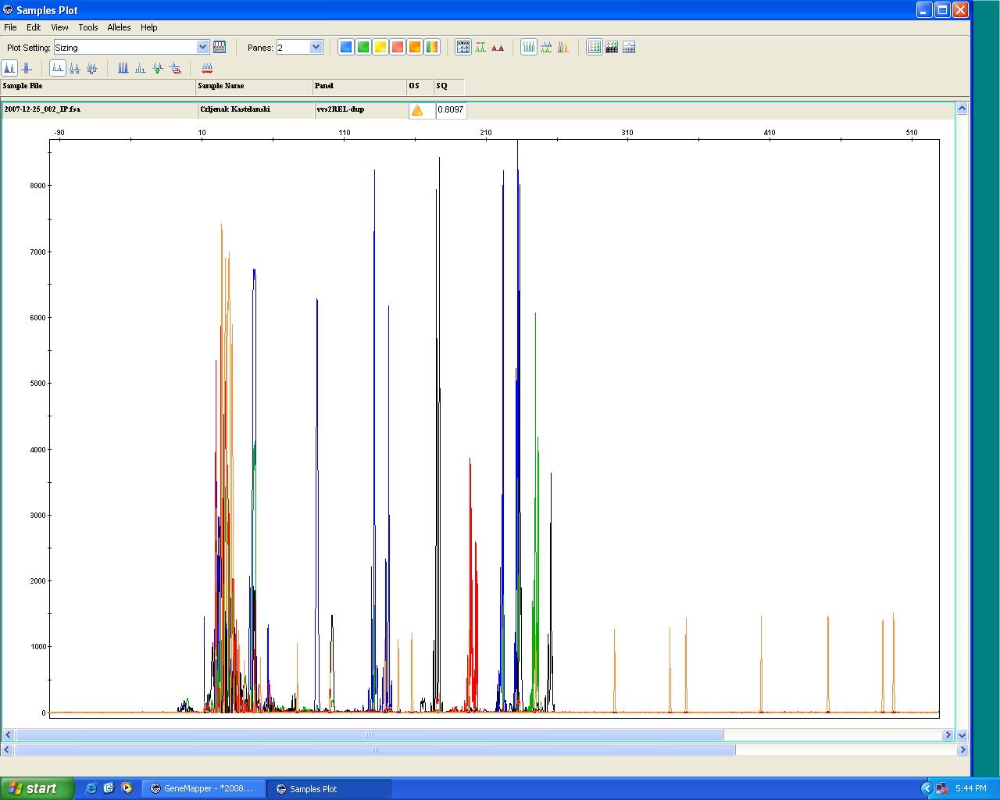 Samples Plot
File Edit View Tools Alleles Help
Plot Setting: Sizing Panes: 2
Sample File Sample Name Panel OS SQ
2007-12-25_002_IP.fsa Crljenak Kastelanski vvs2REL-dup 0.8097
-90 10 110 210 310 410 510
8000
7000
6000
5000
4000
3000
2000
1000
0
start GeneMapper - *2008... Samples Plot 5:44 PM